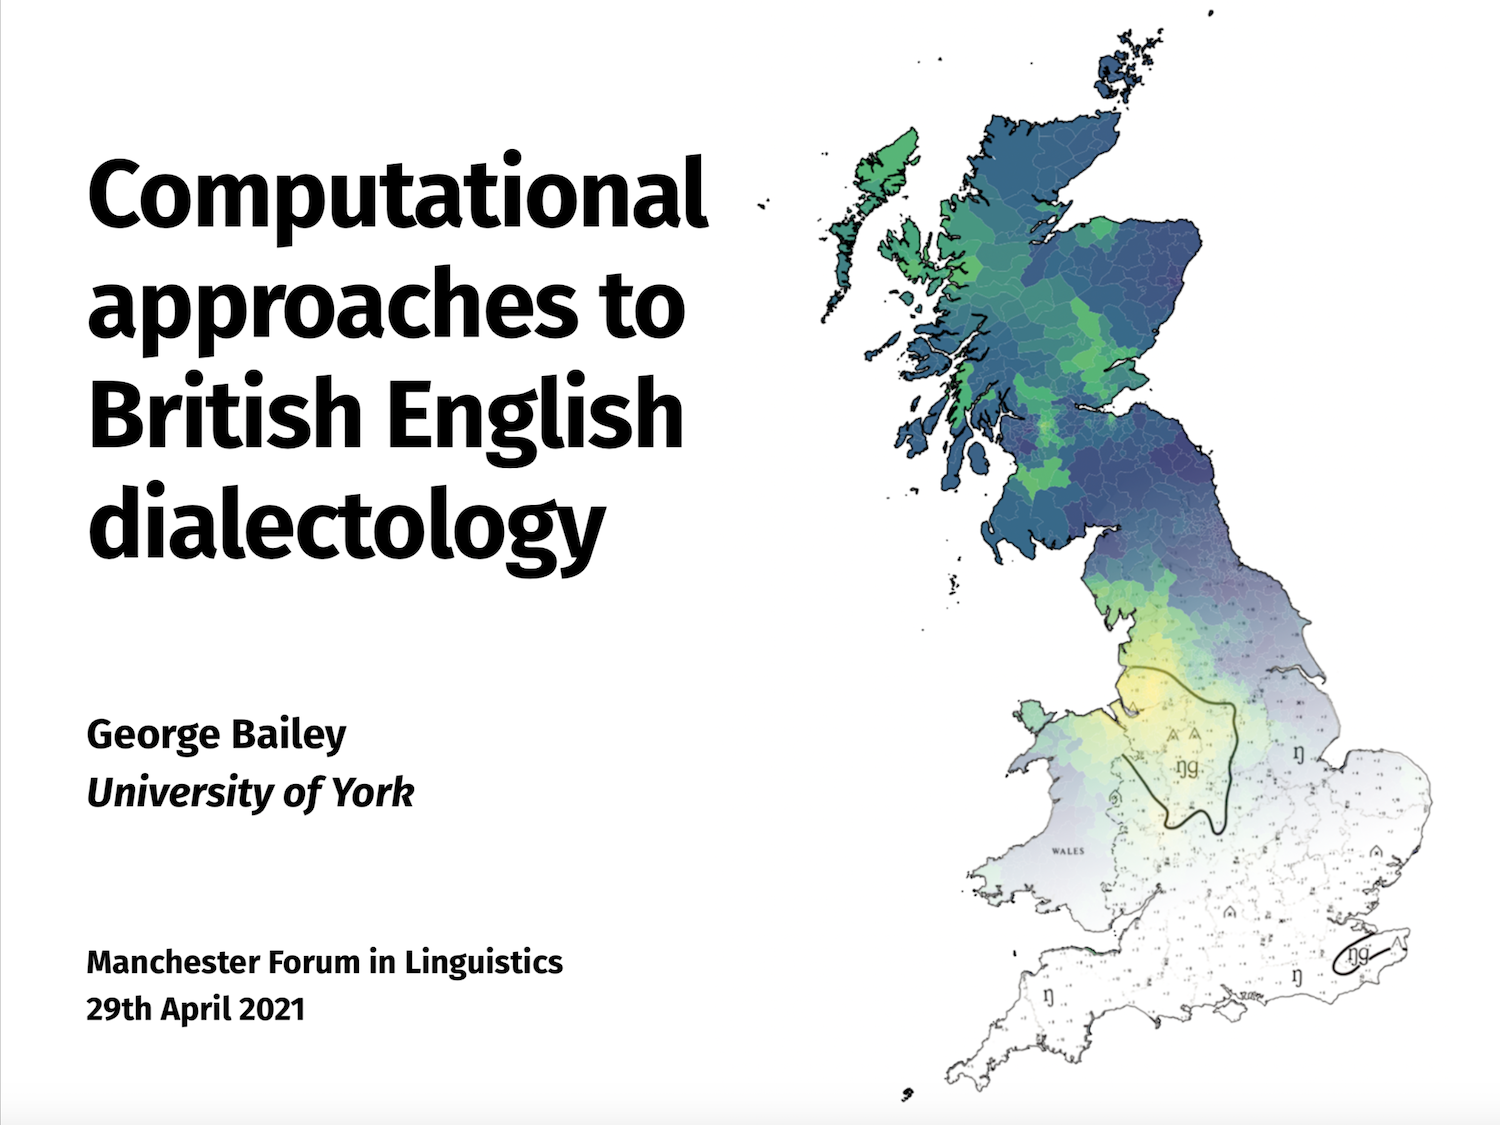 Computational
approaches to
British English
dialectology
George Bailey
University of York
Manchester Forum in Linguistics
29th April 2021
ŋ
ŋg
WALES
ŋg
ŋ
ŋ